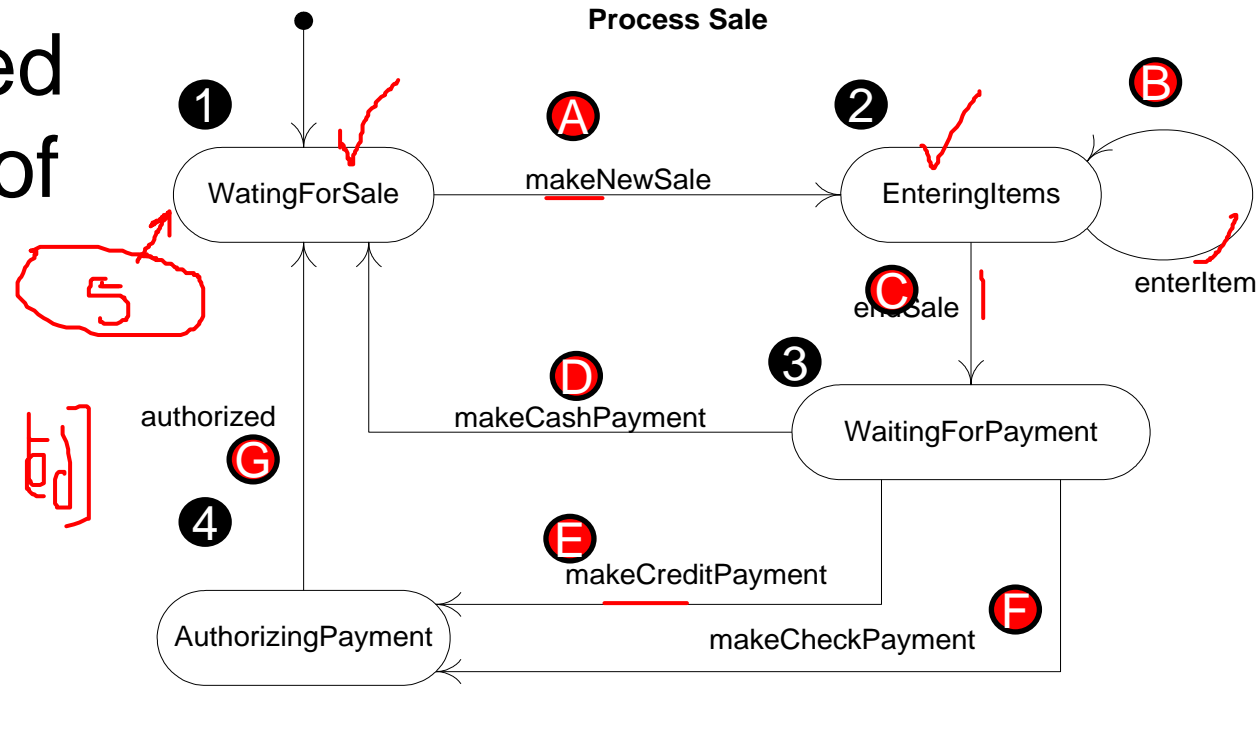 Process Sale
ed
of
1
A
2
B
WatingForSale
makeNewSale
EnteringItems
5
C
endSale
enterItem
D
3
authorized
makeCashPayment
WaitingForPayment
G
4
E
makeCreditPayment
F
AuthorizingPayment
makeCheckPayment